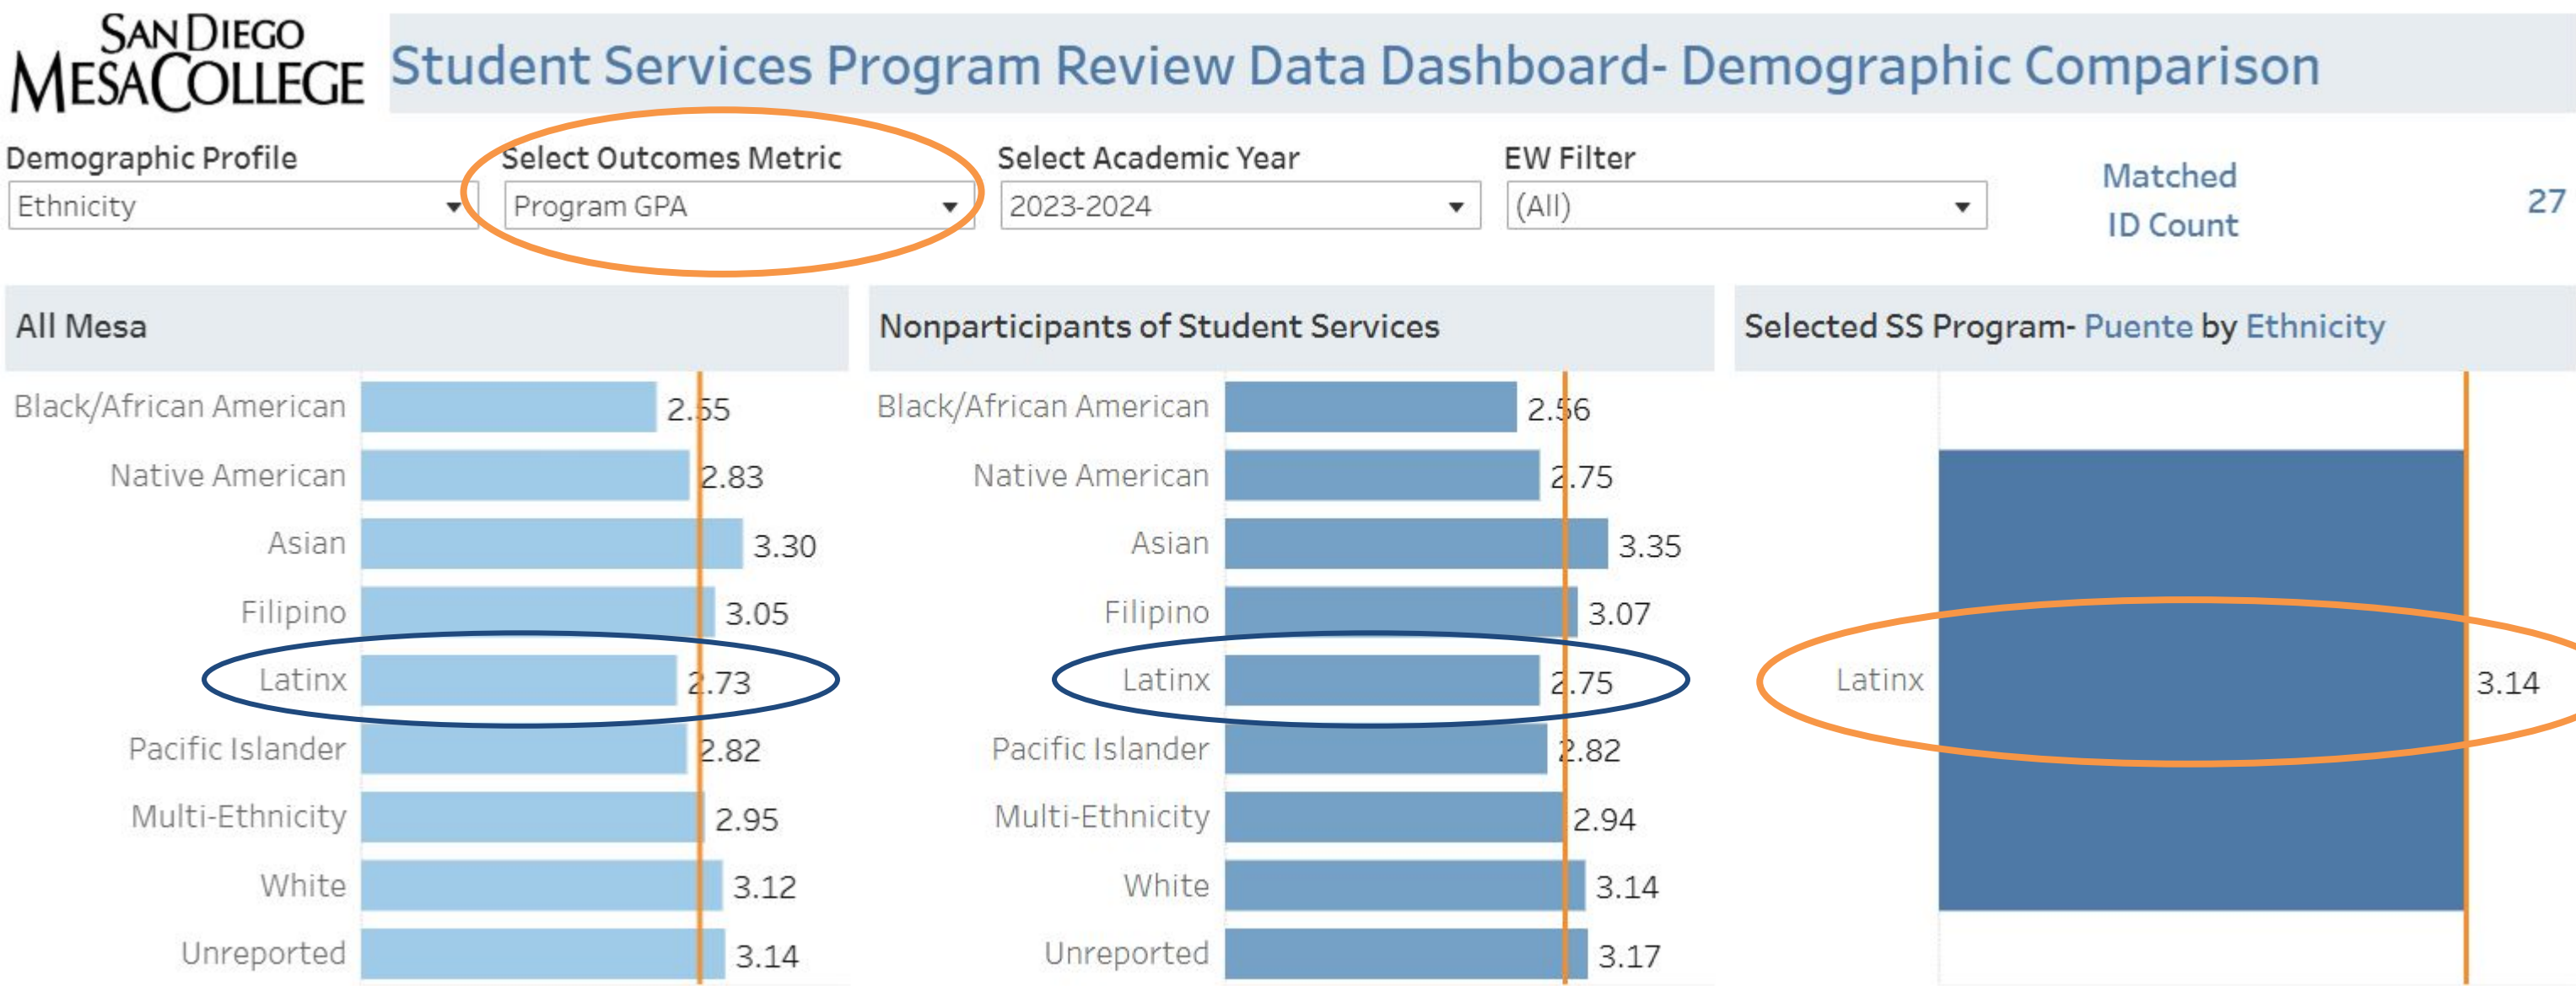 SAN DIEGO
MESA COLLEGE
Student Services Program Review Data Dashboard- Demographic Comparison
Demographic Profile
Ethnicity
Select Outcomes Metric
Program GPA
Select Academic Year
2023-2024
EW Filter
(All)
Matched
ID Count
27
All Mesa
Black/African American 2.55
Native American 2.83
Asian 3.30
Filipino 3.05
Latinx 2.73
Pacific Islander 2.82
Multi-Ethnicity 2.95
White 3.12
Unreported 3.14
Nonparticipants of Student Services
Black/African American 2.56
Native American 2.75
Asian 3.35
Filipino 3.07
Latinx 2.75
Pacific Islander 2.82
Multi-Ethnicity 2.94
White 3.14
Unreported 3.17
Selected SS Program- Puente by Ethnicity
Latinx 3.14